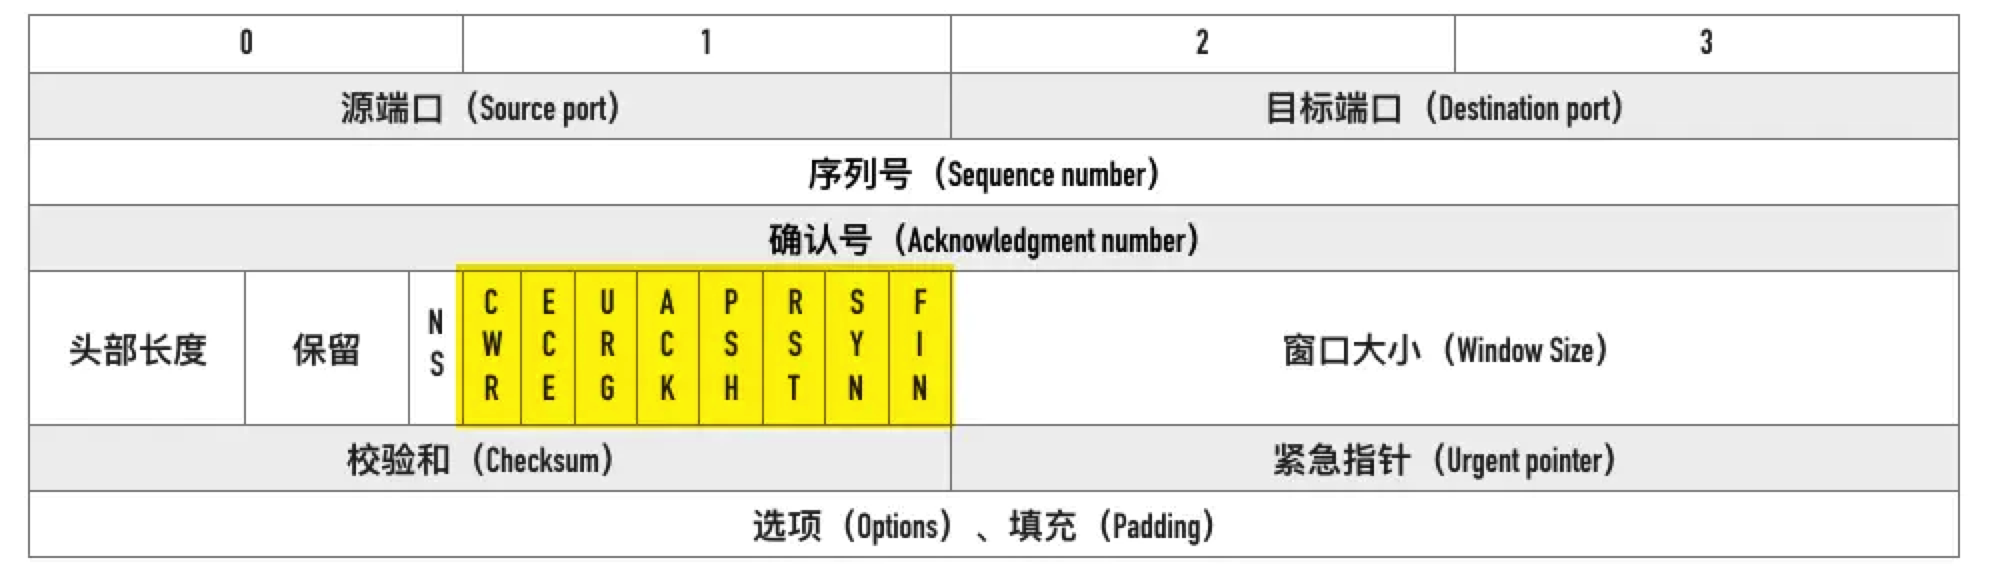 0 1 2 3
源端口（Source port） 目标端口（Destination port）
序列号（Sequence number）
确认号（Acknowledgment number）
头部长度 保留 NS CWR ECE URG ACK PSH RST SYN FIN 窗口大小（Window Size）
校验和（Checksum） 紧急指针（Urgent pointer）
选项（Options）、填充（Padding）